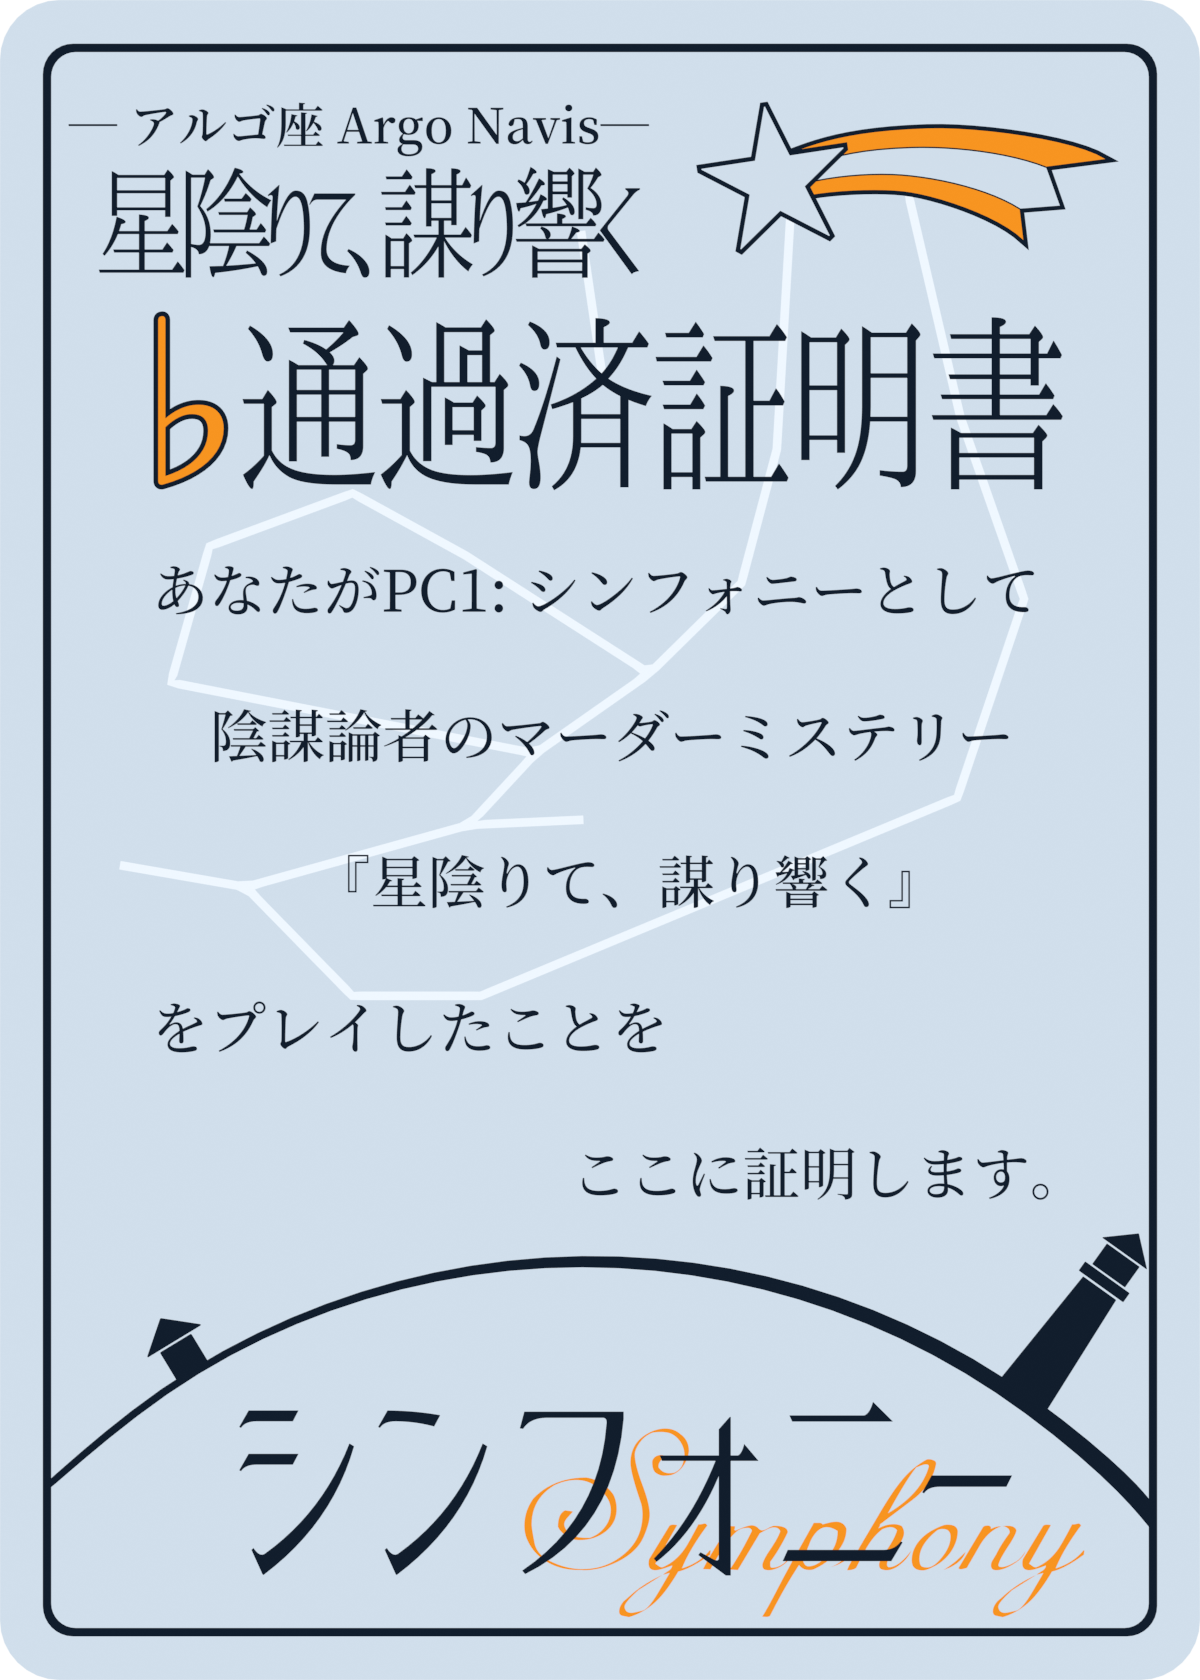 ― アルゴ座 Argo Navis―
星陰りて、謀り響く
♭通過済証明書
あなたがPC1: シンフォニーとして
陰謀論者のマーダーミステリー
『星陰りて、謀り響く』
をプレイしたことを
ここに証明します。
シンフォニー
Symphony